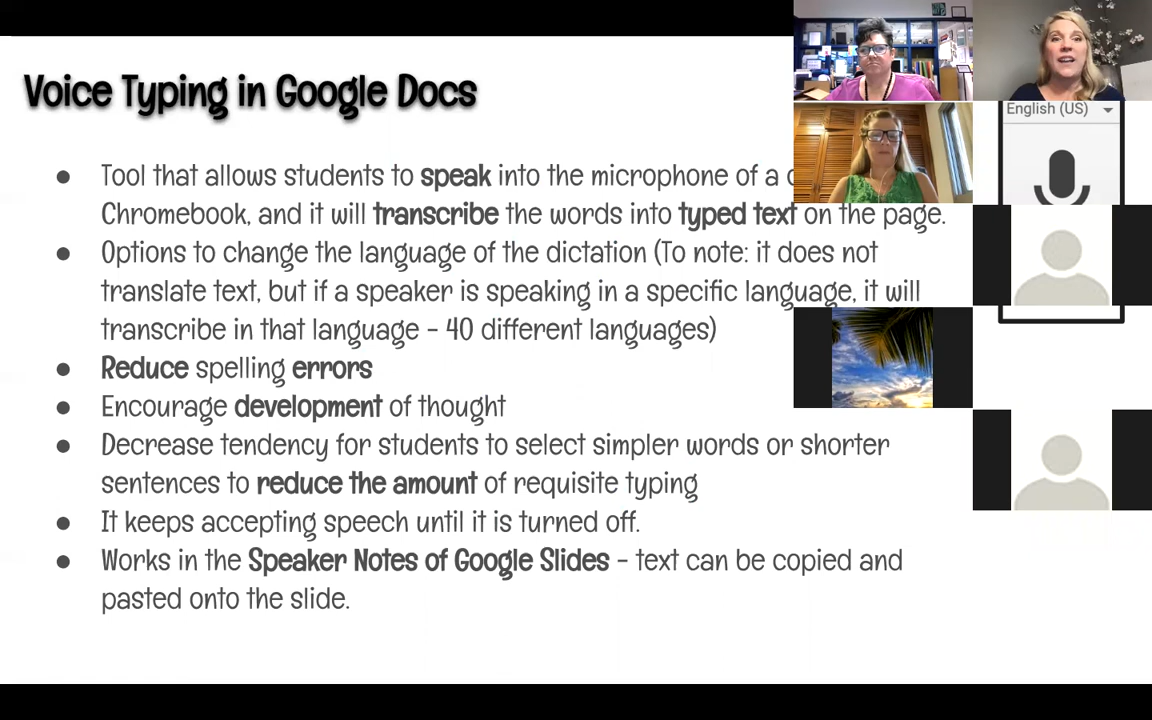 Voice Typing in Google Docs
English (US)
● Tool that allows students to speak into the microphone of a
Chromebook, and it will transcribe the words into typed text on the page.
● Options to change the language of the dictation (To note: it does not
translate text, but if a speaker is speaking in a specific language, it will
transcribe in that language - 40 different languages)
● Reduce spelling errors
● Encourage development of thought
● Decrease tendency for students to select simpler words or shorter
sentences to reduce the amount of requisite typing
● It keeps accepting speech until it is turned off.
● Works in the Speaker Notes of Google Slides - text can be copied and
pasted onto the slide.